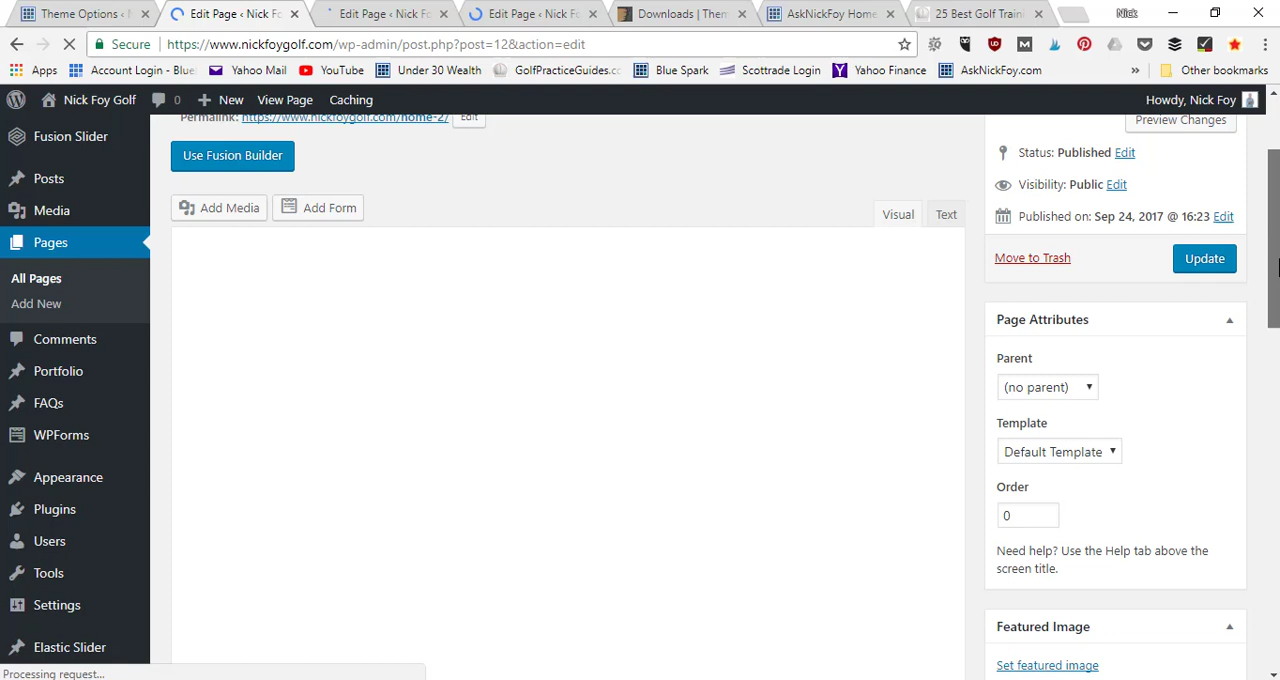 Theme Options ‹ N
Edit Page ‹ Nick Fo
Edit Page ‹ Nick Fo
Edit Page ‹ Nick Fo
Downloads | Them
AskNickFoy Home
25 Best Golf Traini
Nick
Secure
https://www.nickfoygolf.com/wp-admin/post.php?post=12&action=edit
Apps
Account Login - Blue
Yahoo Mail
YouTube
Under 30 Wealth
GolfPracticeGuides.co
Blue Spark
Scottrade Login
Yahoo Finance
AskNickFoy.com
»
Other bookmarks
Nick Foy Golf
0
New
View Page
Caching
Howdy, Nick Foy
Fusion Slider
Posts
Media
Pages
All Pages
Add New
Comments
Portfolio
FAQs
WPForms
Appearance
Plugins
Users
Tools
Settings
Elastic Slider
Permalink: https://www.nickfoygolf.com/home-2/ Edit
Use Fusion Builder
Add Media
Add Form
Visual
Text
Preview Changes
Status: Published Edit
Visibility: Public Edit
Published on: Sep 24, 2017 @ 16:23 Edit
Move to Trash
Update
Page Attributes
Parent
(no parent)
Template
Default Template
Order
0
Need help? Use the Help tab above the
screen title.
Featured Image
Set featured image
Processing request...